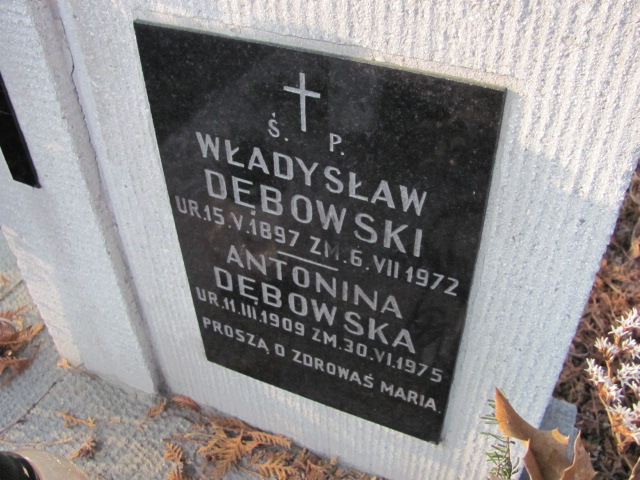 Ś. P.
WŁADYSŁAW
DĘBOWSKI
UR.15.V.1897 ZM.6.VII 1972
ANTONINA
DĘBOWSKA
UR.11.III.1909 ZM.30.VI.1975
PROSZĄ O ZDROWAŚ MARIA.